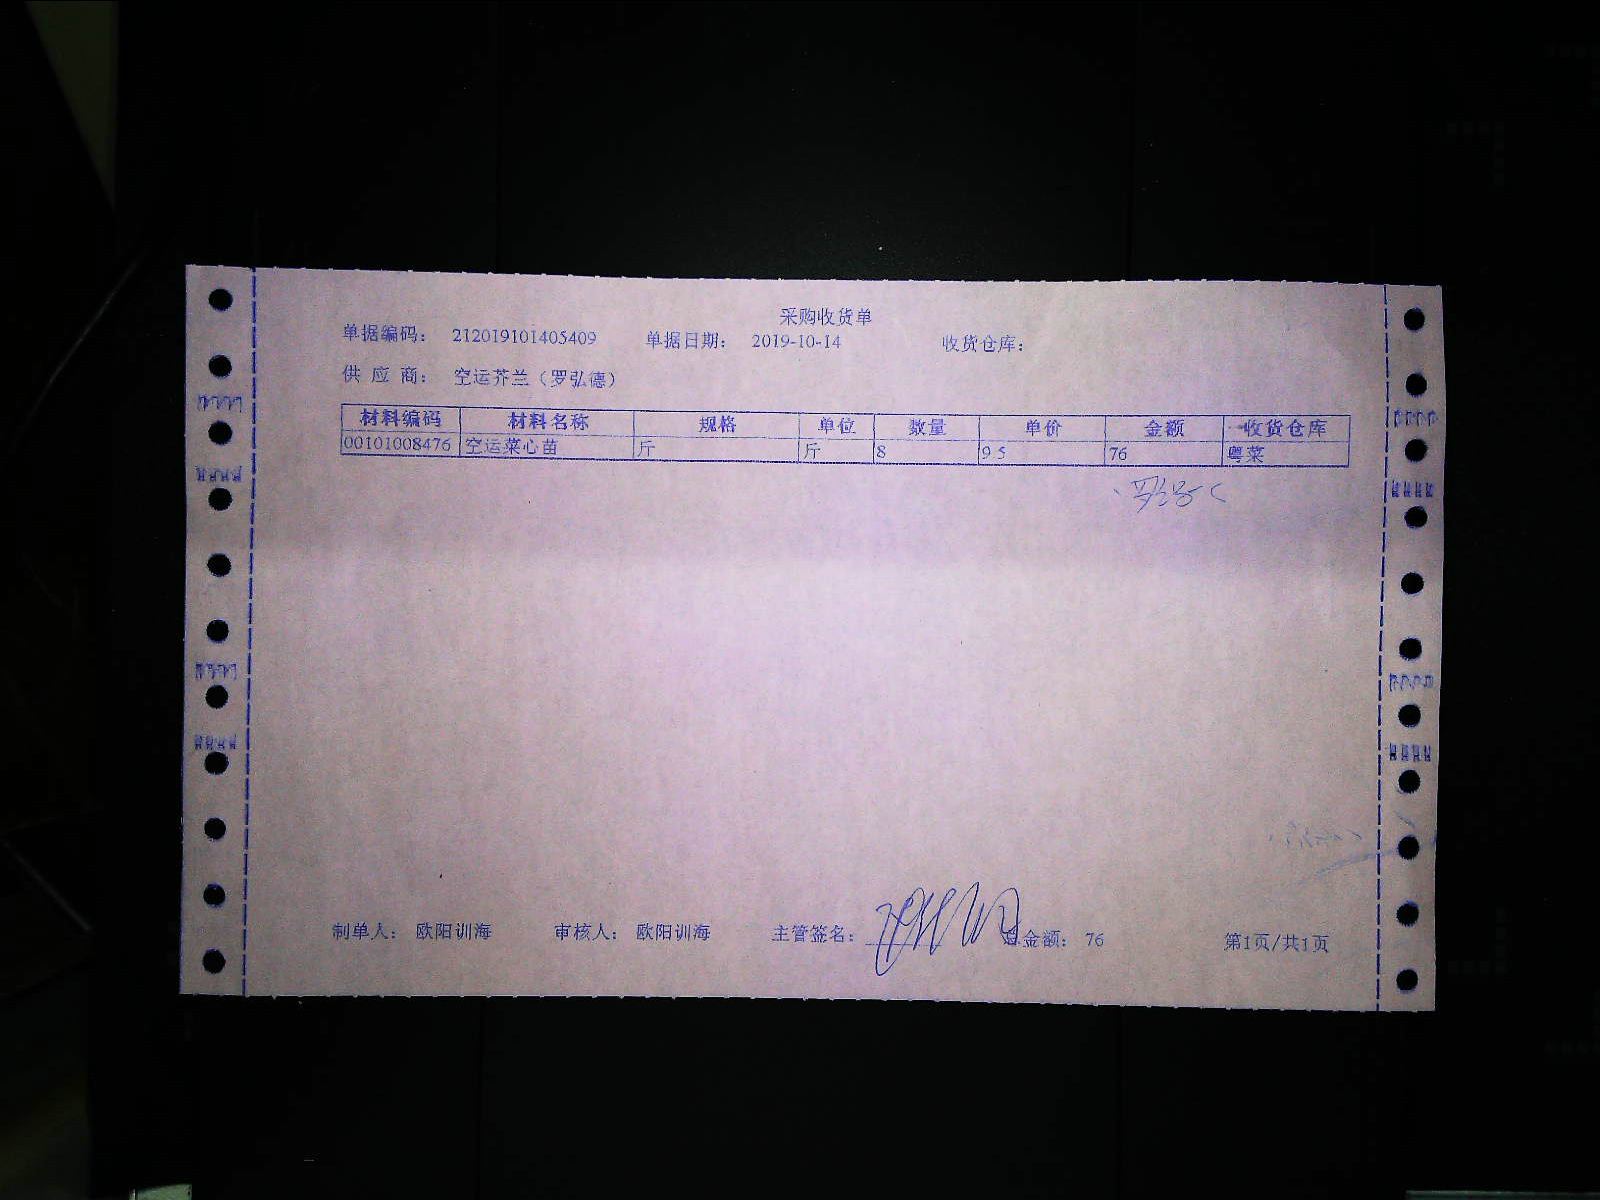 采购收货单
单据编码： 212019101405409 单据日期： 2019-10-14 收货仓库：
供 应 商： 空运芥兰（罗弘德）
材料编码 材料名称 规格 单位 数量 单价 金额 收货仓库
00101008476 空运菜心苗 斤 斤 8 9 5 76 粤菜
制单人： 欧阳训海 审核人： 欧阳训海 主管签名： 总金额： 76 第1页/共1页